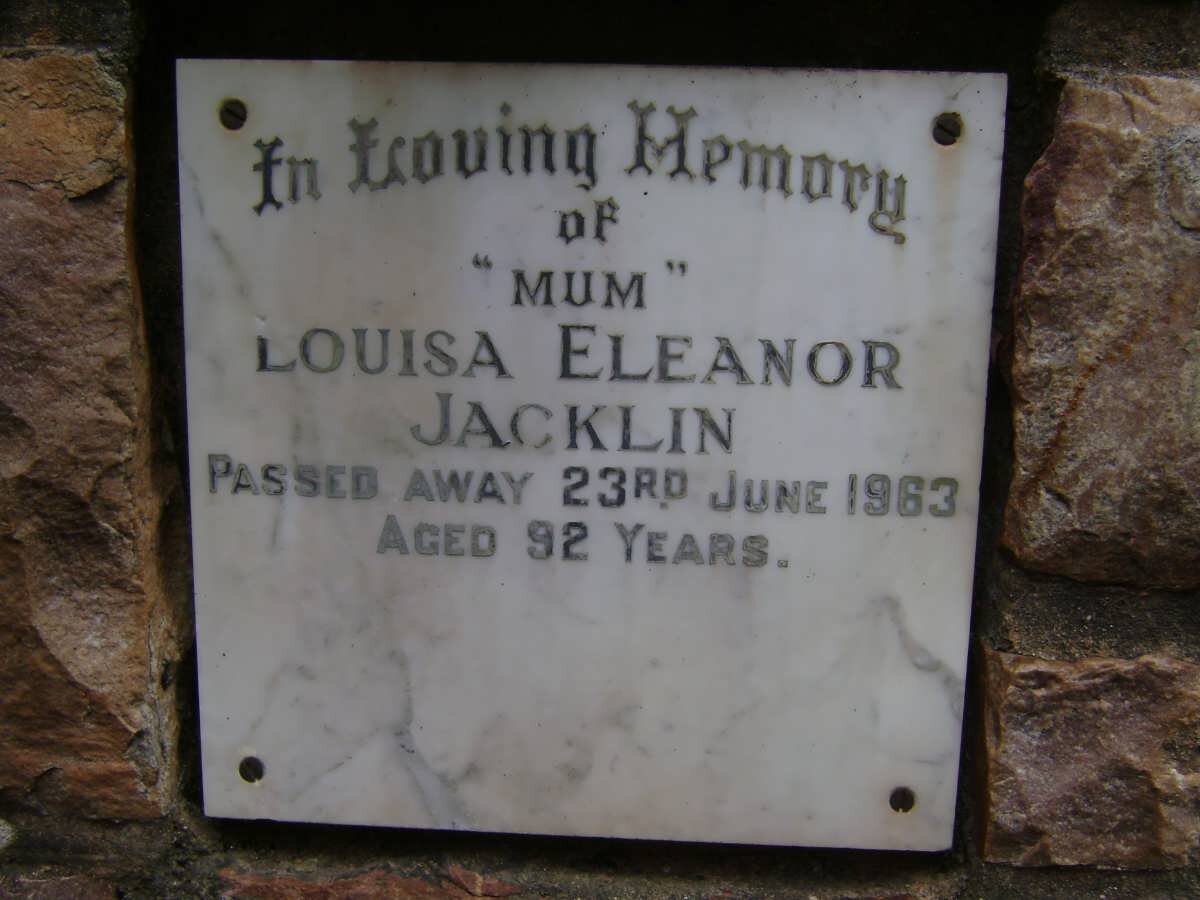 In Loving Memory
of
"MUM"
LOUISA ELEANOR
JACKLIN
PASSED AWAY 23RD. JUNE 1963
AGED 92 YEARS.